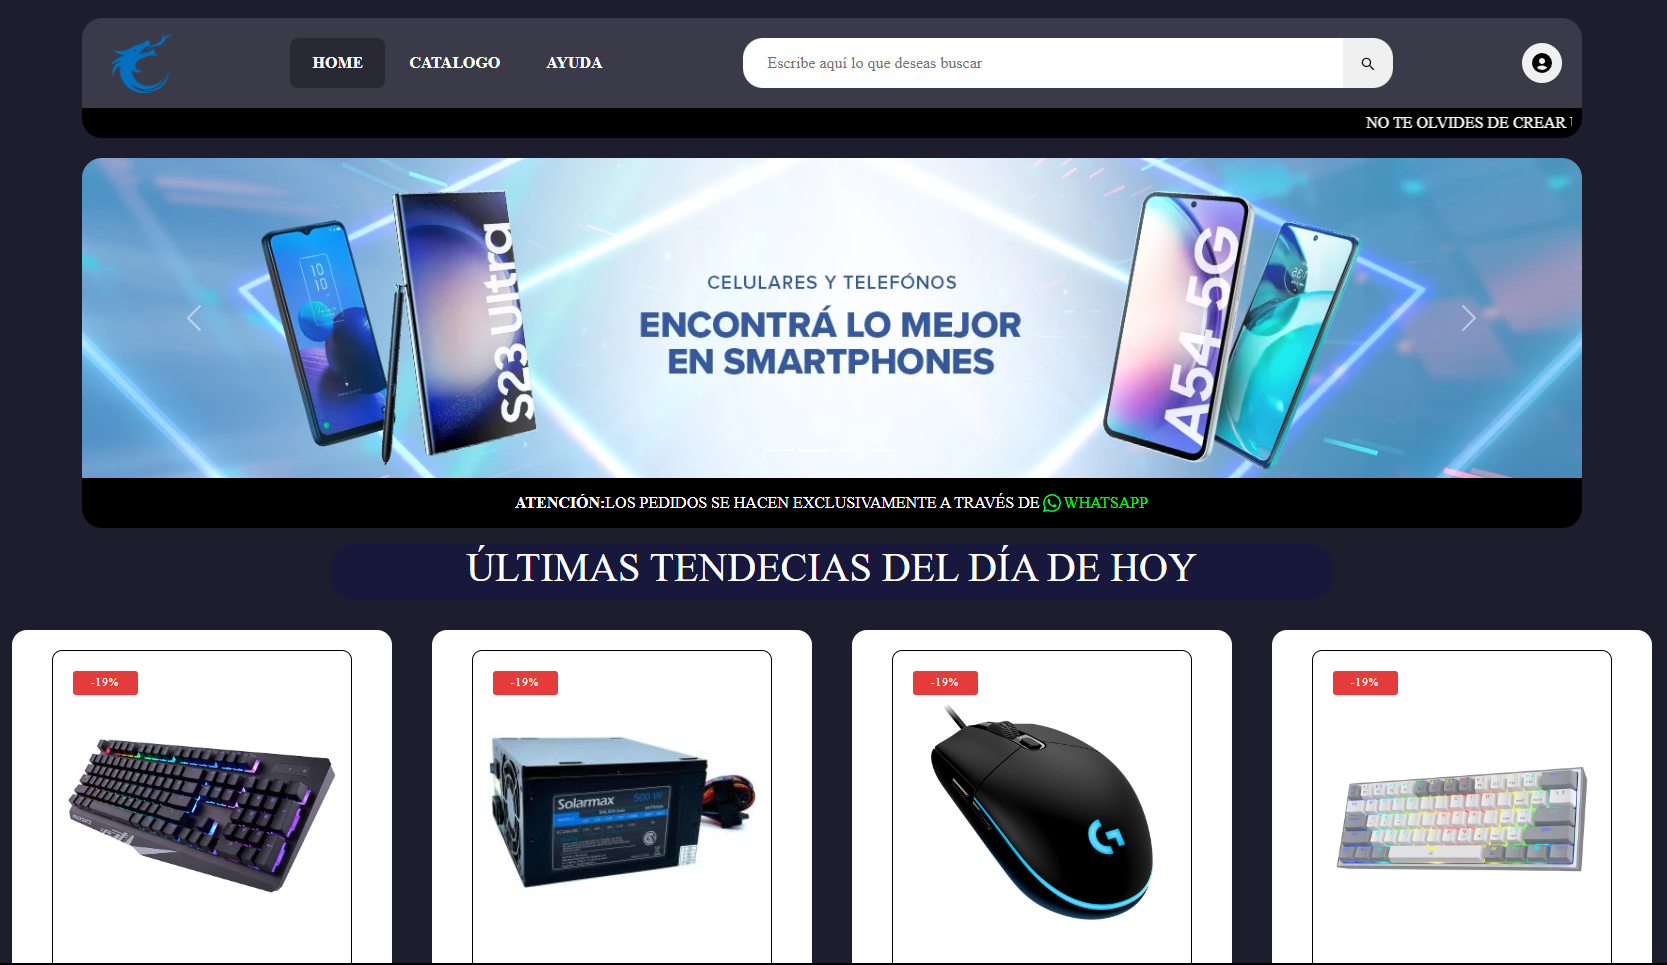 HOME CATALOGO AYUDA
Escribe aquí lo que deseas buscar
NO TE OLVIDES DE CREAR
S23 Ultra
CELULARES Y TELEFÓNOS
ENCONTRÁ LO MEJOR
EN SMARTPHONES
A54 5G
ATENCIÓN:LOS PEDIDOS SE HACEN EXCLUSIVAMENTE A TRAVÉS DE WHATSAPP
ÚLTIMAS TENDECIAS DEL DÍA DE HOY
-19%
-19%
Solarmax 500 W
-19%
G
-19%